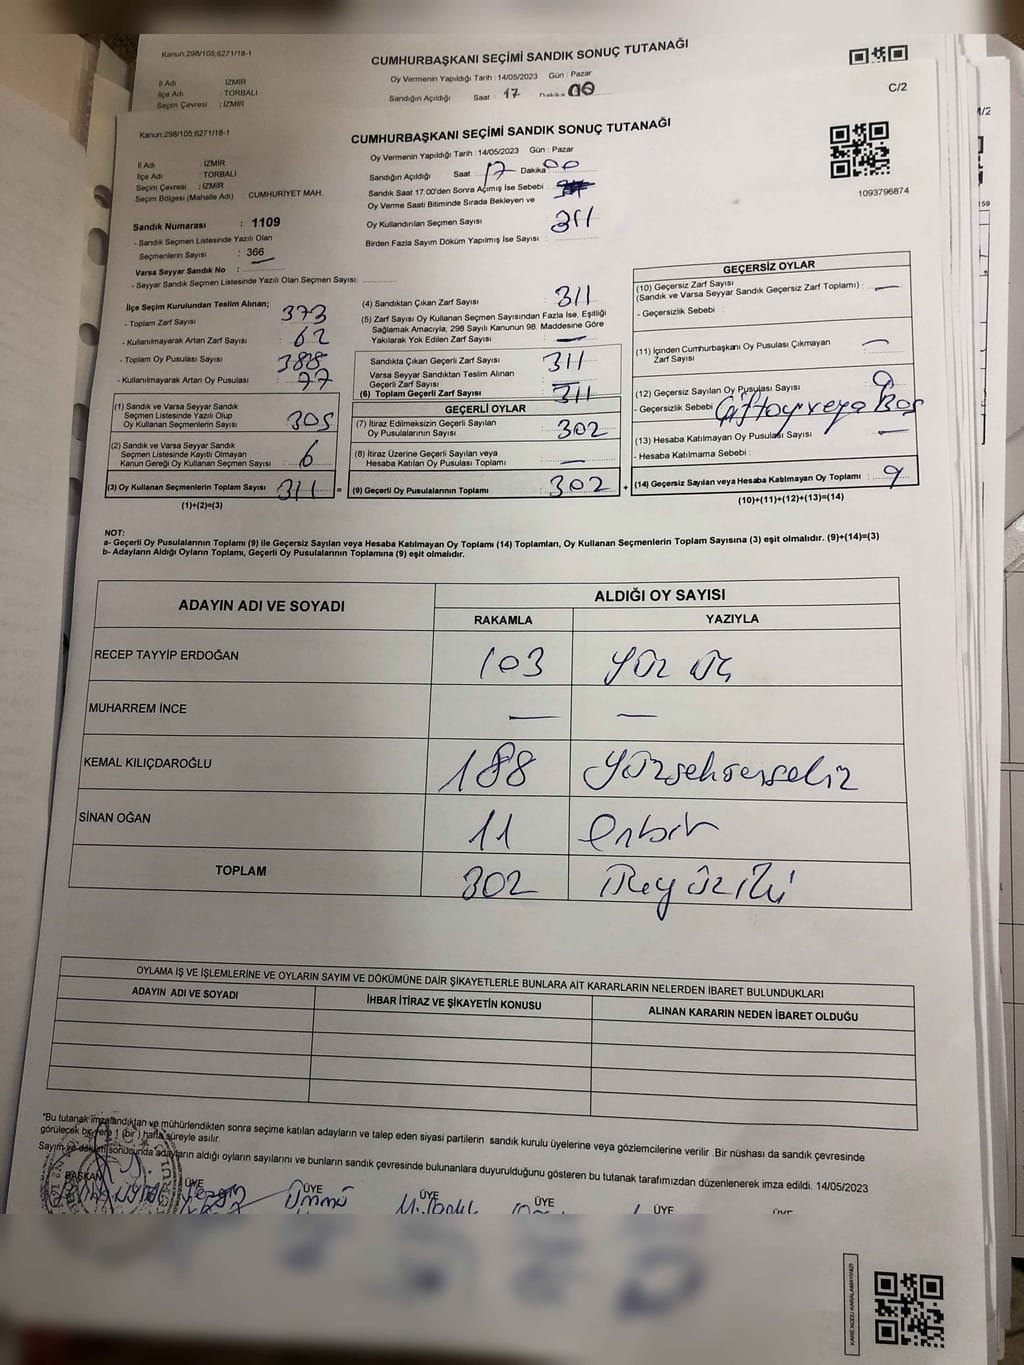 Kanun:298/105;6271/18-1
CUMHURBAŞKANI SEÇİMİ SANDIK SONUÇ TUTANAĞI
İl Adı : İZMİR
İlçe Adı : TORBALI
Seçim Çevresi : İZMİR
Oy Vermenin Yapıldığı Tarih : 14/05/2023 Gün : Pazar
Sandığın Açıldığı Saat : 17 Dakika 00
C/2
Kanun:298/105;6271/18-1
CUMHURBAŞKANI SEÇİMİ SANDIK SONUÇ TUTANAĞI
İl Adı : İZMİR
İlçe Adı : TORBALI
Seçim Çevresi : İZMİR
Seçim Bölgesi (Mahalle Adı) : CUMHURİYET MAH.
Oy Vermenin Yapıldığı Tarih : 14/05/2023 Gün : Pazar
Sandığın Açıldığı Saat : 17 Dakika 00
Sandık Saat 17:00'den Sonra Açımış İse Sebebi :
Oy Verme Saati Bitiminde Sırada Bekleyen ve
Oy Kullandırılan Seçmen Sayısı : 311
Birden Fazla Sayım Döküm Yapılmış İse Sayısı :
1093796874
Sandık Numarası : 1109
- Sandık Seçmen Listesinde Yazılı Olan
Seçmenlerin Sayısı : 366
Varsa Seyyar Sandık No :
- Seyyar Sandık Seçmen Listesinde Yazılı Olan Seçmen Sayısı:
İlçe Seçim Kurulundan Teslim Alınan;
- Toplam Zarf Sayısı : 373
- Kullanılmayarak Artan Zarf Sayısı : 62
- Toplam Oy Pusulası Sayısı : 388
- Kullanılmayarak Artan Oy Pusulası : 77
(1) Sandık ve Varsa Seyyar Sandık
Seçmen Listesinde Yazılı Olup
Oy Kullanan Seçmenlerin Sayısı : 305
(2) Sandık ve Varsa Seyyar Sandık
Seçmen Listesinde Kayıtlı Olmayan
Kanun Gereği Oy Kullanan Seçmen Sayısı : 6
(3) Oy Kullanan Seçmenlerin Toplam Sayısı : 311 =
(1)+(2)=(3)
(4) Sandıktan Çıkan Zarf Sayısı : 311
(5) Zarf Sayısı Oy Kullanan Seçmen Sayısından Fazla İse, Eşitliği
Sağlamak Amacıyla, 298 Sayılı Kanunun 98. Maddesine Göre
Yakılarak Yok Edilen Zarf Sayısı : —
Sandıkta Çıkan Geçerli Zarf Sayısı : 311
Varsa Seyyar Sandıktan Teslim Alınan
Geçerli Zarf Sayısı : —
(6) Toplam Geçerli Zarf Sayısı : 311
GEÇERLİ OYLAR
(7) İtiraz Edilmeksizin Geçerli Sayılan
Oy Pusulalarının Sayısı : 302
(8) İtiraz Üzerine Geçerli Sayılan veya
Hesaba Katılan Oy Pusulası Toplamı : —
(9) Geçerli Oy Pusulalarının Toplamı : 302 +
GEÇERSİZ OYLAR
(10) Geçersiz Zarf Sayısı
(Sandık ve Varsa Seyyar Sandık Geçersiz Zarf Toplamı) : —
- Geçersizlik Sebebi :
(11) İçinden Cumhurbaşkanı Oy Pusulası Çıkmayan
Zarf Sayısı : —
(12) Geçersiz Sayılan Oy Pusulası Sayısı : 9
- Geçersizlik Sebebi Çift oy veya Boş
(13) Hesaba Katılmayan Oy Pusulası Sayısı : —
- Hesaba Katılmama Sebebi :
(14) Geçersiz Sayılan veya Hesaba Katılmayan Oy Toplamı : 9
(10)+(11)+(12)+(13)=(14)
NOT:
a- Geçerli Oy Pusulalarının Toplamı (9) ile Geçersiz Sayılan veya Hesaba Katılmayan Oy Toplamı (14) Toplamları, Oy Kullanan Seçmenlerin Toplam Sayısına (3) eşit olmalıdır. (9)+(14)=(3)
b- Adayların Aldığı Oyların Toplamı, Geçerli Oy Pusulalarının Toplamına (9) eşit olmalıdır.
ADAYIN ADI VE SOYADI
ALDIĞI OY SAYISI
RAKAMLA YAZIYLA
RECEP TAYYİP ERDOĞAN 103 Yüz üç
MUHARREM İNCE — —
KEMAL KILIÇDAROĞLU 188 Yüzseksensekiz
SİNAN OĞAN 11 onbir
TOPLAM 302 Üçyüziki
OYLAMA İŞ VE İŞLEMLERİNE VE OYLARIN SAYIM VE DÖKÜMÜNE DAİR ŞİKAYETLERLE BUNLARA AİT KARARLARIN NELERDEN İBARET BULUNDUKLARI
ADAYIN ADI VE SOYADI İHBAR İTİRAZ VE ŞİKAYETİN KONUSU ALINAN KARARIN NEDEN İBARET OLDUĞU
*Bu tutanak imzalandıktan ve mühürlendikten sonra seçime katılan adayların ve talep eden siyasi partilerin sandık kurulu üyelerine veya gözlemcilerine verilir .Bir nüshası da sandık çevresinde
görülecek bir yere 1 (bir ) hafta süreyle asılır.
Sayım ve döküm sonucunda adayların aldığı oyların sayılarını ve bunların sandık çevresinde bulunanlara duyurulduğunu gösteren bu tutanak tarafımızdan düzenlenerek imza edildi. 14/05/2023
BAŞKAN ÜYE ÜYE ÜYE ÜYE ÜYE ÜYE
Ümmü
KARE KODU KARALAMAYINIZ!